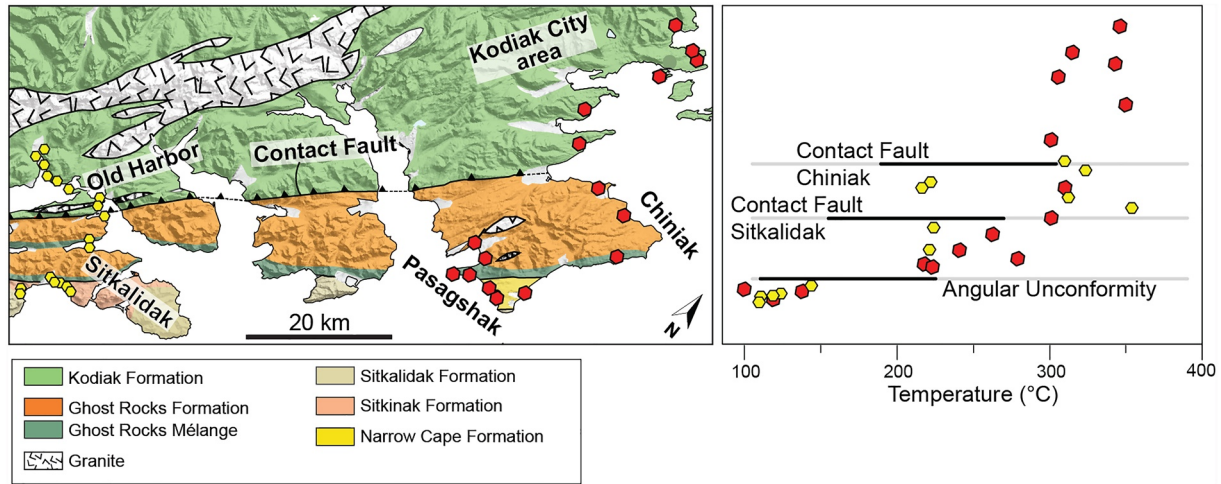 Kodiak City
area
Old Harbor
Contact Fault
Chiniak
Sitkalidak
Pasagshak
20 km
N
Kodiak Formation
Ghost Rocks Formation
Ghost Rocks Mélange
Granite
Sitkalidak Formation
Sitkinak Formation
Narrow Cape Formation
Contact Fault
Chiniak
Contact Fault
Sitkalidak
Angular Unconformity
100 200 300 400
Temperature (°C)